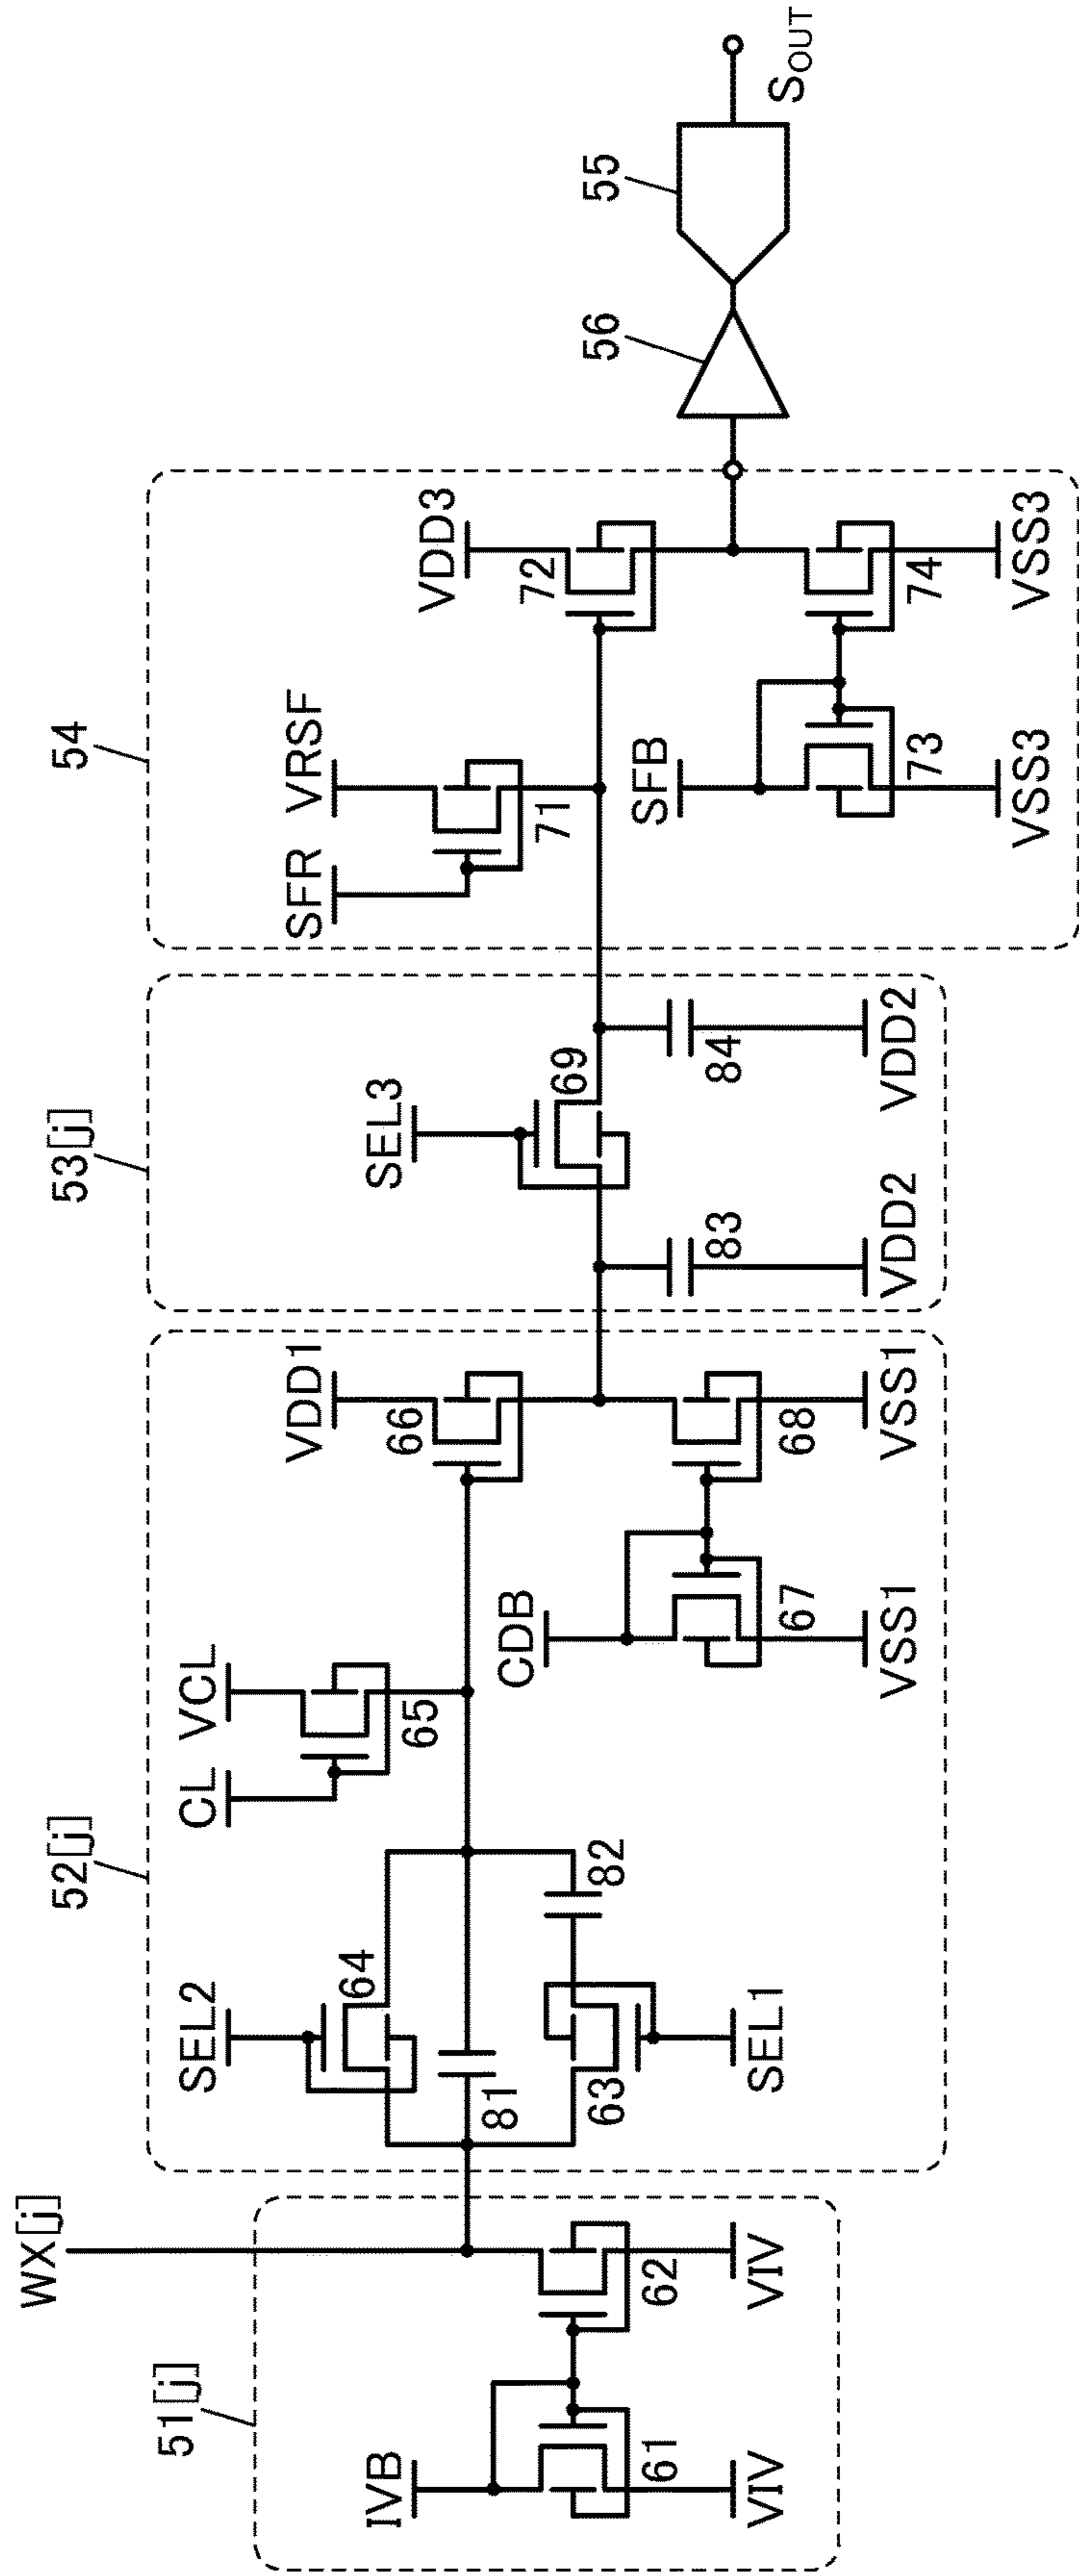 51[j]
WX[j]
IVB
61
VIV
62
VIV
52[j]
SEL2
64
81
63
SEL1
82
CL
VCL
65
CDB
67
VSS1
VDD1
66
68
VSS1
53[j]
SEL3
69
83
VDD2
84
VDD2
54
SFR
VRSF
71
SFB
73
VSS3
VDD3
72
74
VSS3
56
55
SOUT